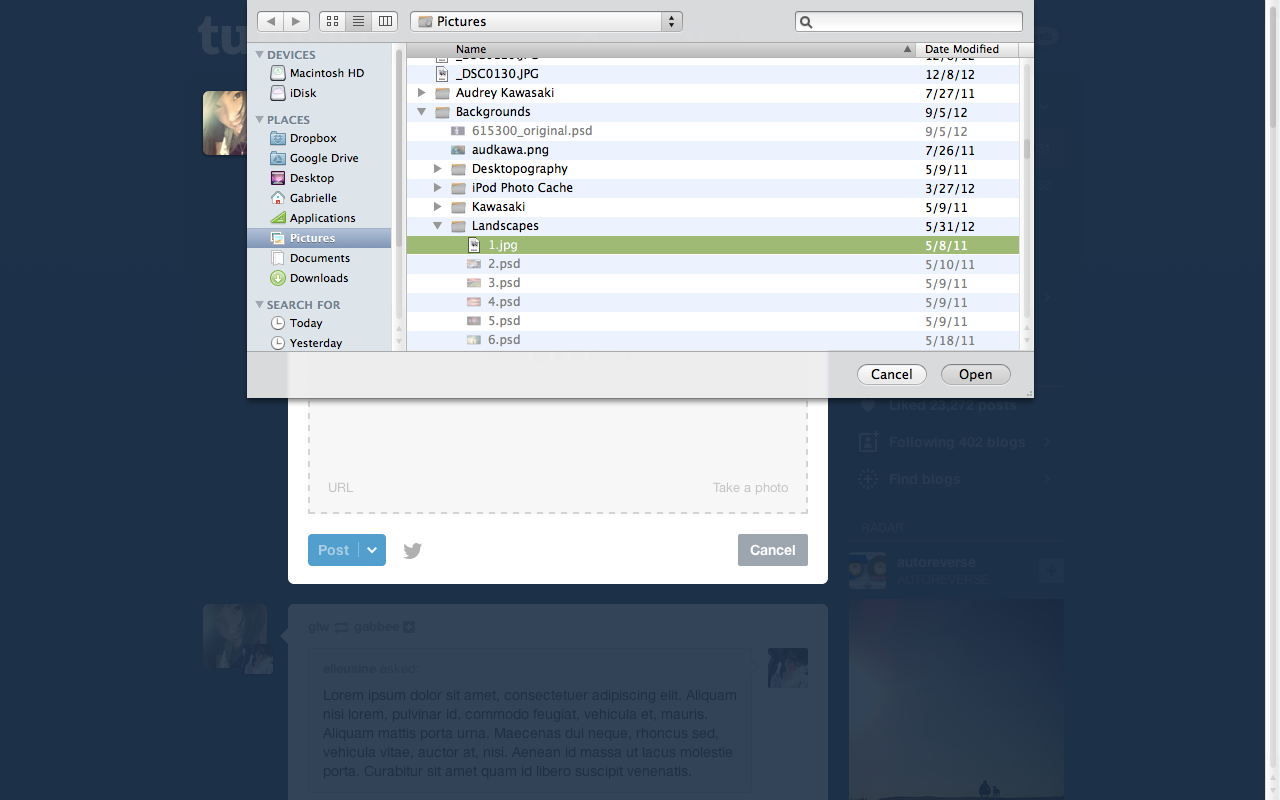 tu
Pictures
Name
Date Modified
DEVICES
Macintosh HD
iDisk
PLACES
Dropbox
Google Drive
Desktop
Gabrielle
Applications
Pictures
Documents
Downloads
SEARCH FOR
Today
Yesterday
_DSC0130.JPG 12/8/12
Audrey Kawasaki 7/27/11
Backgrounds 9/5/12
615300_original.psd 9/5/12
audkawa.png 7/26/11
Desktopography 5/9/11
iPod Photo Cache 3/27/12
Kawasaki 5/9/11
Landscapes 5/31/12
1.jpg 5/8/11
2.psd 5/10/11
3.psd 5/9/11
4.psd 5/9/11
5.psd 5/9/11
6.psd 5/18/11
Cancel Open
URL
Take a photo
Post
Cancel
Liked 23,272 posts
Following 402 blogs
Find blogs
RADAR
autoreverse
AUTOREVERSE
glw gabbee
elleusine asked:
Lorem ipsum dolor sit amet, consectetuer adipiscing elit. Aliquam
nisi lorem, pulvinar id, commodo feugiat, vehicula et, mauris.
Aliquam mattis porta urna. Maecenas dui neque, rhoncus sed,
vehicula vitae, auctor at, nisi. Aenean id massa ut lacus molestie
porta. Curabitur sit amet quam id libero suscipit venenatis.